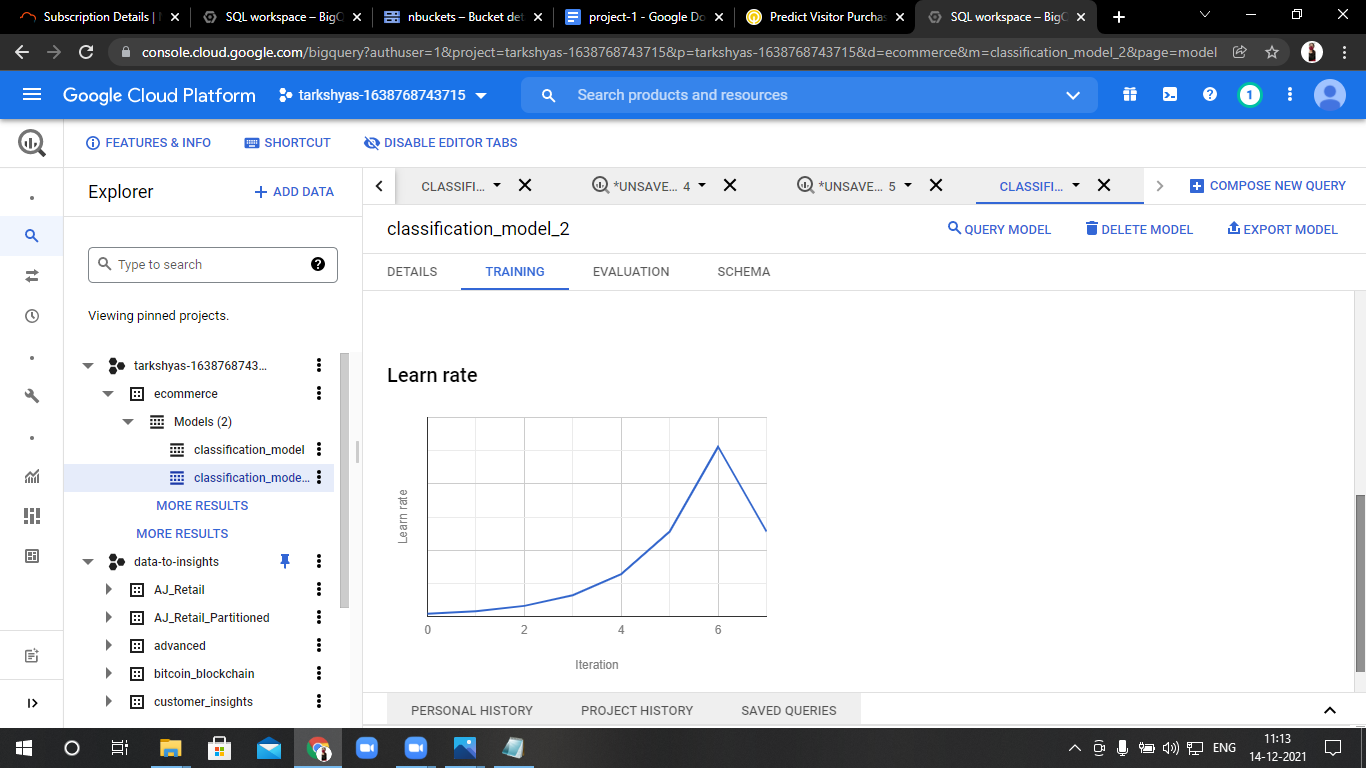 Subscription Details | 
SQL workspace – BigQ
nbuckets – Bucket det
project-1 - Google Do
Predict Visitor Purchas
SQL workspace – BigQ
console.cloud.google.com/bigquery?authuser=1&project=tarkshyas-1638768743715&p=tarkshyas-1638768743715&d=ecommerce&m=classification_model_2&page=model
Google Cloud Platform
tarkshyas-1638768743715
Search products and resources
1
FEATURES & INFO
SHORTCUT
DISABLE EDITOR TABS
Explorer
+ ADD DATA
CLASSIFI...
*UNSAVE... 4
*UNSAVE... 5
CLASSIFI...
COMPOSE NEW QUERY
classification_model_2
QUERY MODEL
DELETE MODEL
EXPORT MODEL
Type to search
DETAILS
TRAINING
EVALUATION
SCHEMA
Viewing pinned projects.
tarkshyas-1638768743...
ecommerce
Models (2)
classification_model
classification_mode...
MORE RESULTS
MORE RESULTS
data-to-insights
AJ_Retail
AJ_Retail_Partitioned
advanced
bitcoin_blockchain
customer_insights
Learn rate
Learn rate
0
2
4
6
Iteration
PERSONAL HISTORY
PROJECT HISTORY
SAVED QUERIES
ENG
11:13
14-12-2021